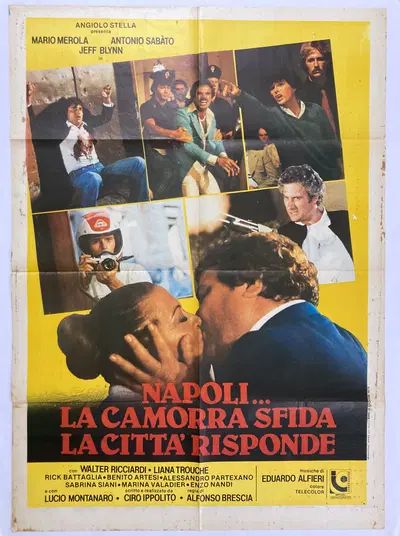 ANGIOLO STELLA
presenta
MARIO MEROLA ANTONIO SABÀTO
JEFF BLYNN
in
NAPOLI...
LA CAMORRA SFIDA
LA CITTÀ RISPONDE
con WALTER RICCIARDI • LIANA TROUCHE
RICK BATTAGLIA • BENITO ARTESI • ALESSANDRO PARTEXANO
SABRINA SIANI • MARINA VALADIER • ENZO NANDI
e con scritto e realizzato da regia di
LUCIO MONTANARO • CIRO IPPOLITO • ALFONSO BRESCIA
musiche di
EDUARDO ALFIERI
colore
TELECOLOR